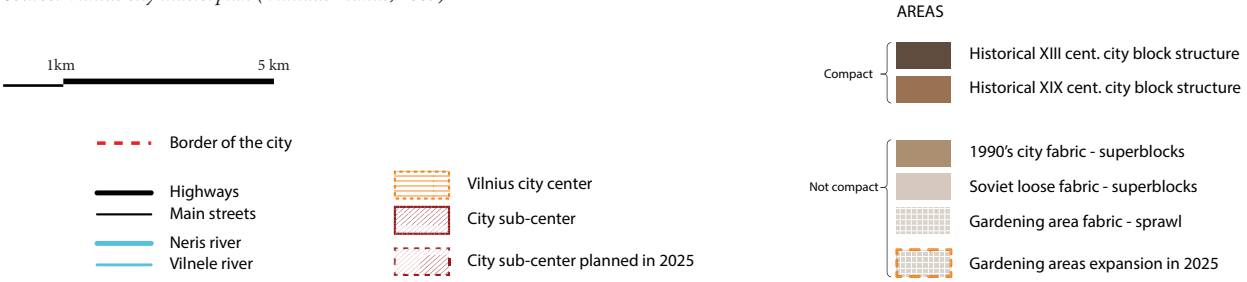 AREAS
1km
5 km
Compact
Historical XIII cent. city block structure
Historical XIX cent. city block structure
Border of the city
Highways
Main streets
Neris river
Vilnele river
Vilnius city center
City sub-center
City sub-center planned in 2025
Not compact
1990's city fabric - superblocks
Soviet loose fabric - superblocks
Gardening area fabric - sprawl
Gardening areas expansion in 2025